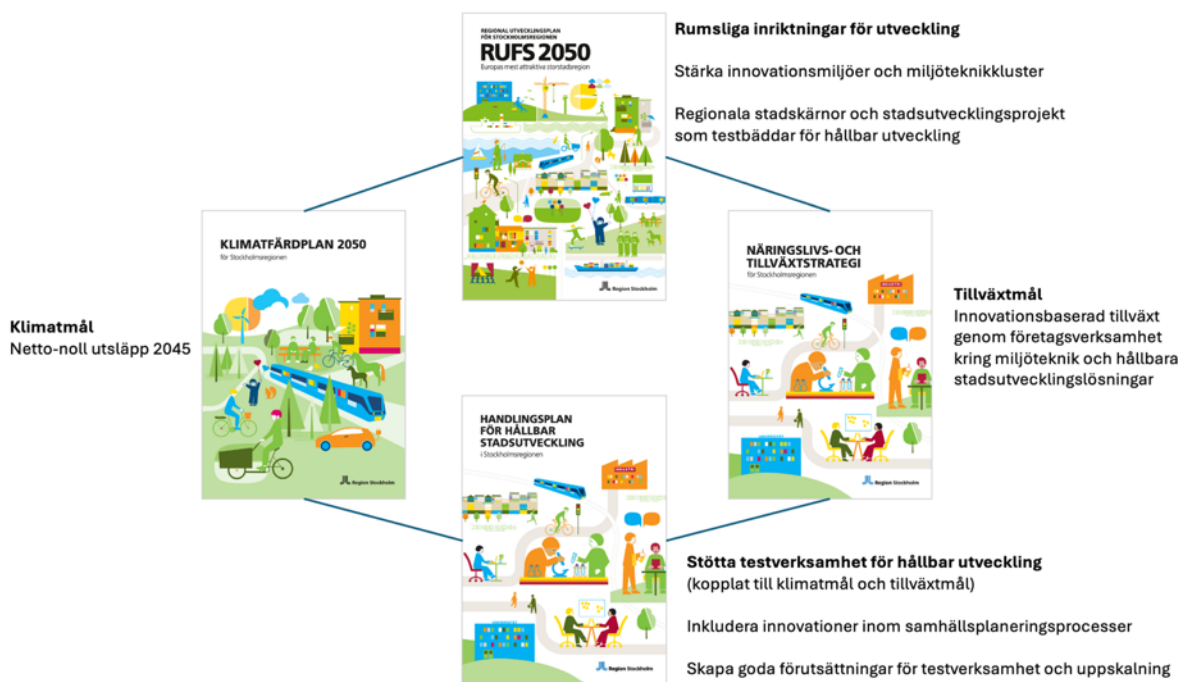 REGIONAL UTVECKLINGSPLAN
FÖR STOCKHOLMSREGIONEN
RUFS 2050
Europas mest attraktiva storstadsregion
Region Stockholm
Rumsliga inriktningar för utveckling
Stärka innovationsmiljöer och miljöteknikkluster
Regionala stadskärnor och stadsutvecklingsprojekt
som testbäddar för hållbar utveckling
Klimatmål
Netto-noll utsläpp 2045
KLIMATFÄRDPLAN 2050
för Stockholmsregionen
Region Stockholm
NÄRINGSLIVS- OCH
TILLVÄXTSTRATEGI
för Stockholmsregionen
Region Stockholm
Tillväxtmål
Innovationsbaserad tillväxt
genom företagsverksamhet
kring miljöteknik och hållbara
stadsutvecklingslösningar
HANDLINGSPLAN
FÖR HÅLLBAR
STADSUTVECKLING
i Stockholmsregionen
Region Stockholm
Stötta testverksamhet för hållbar utveckling
(kopplat till klimatmål och tillväxtmål)
Inkludera innovationer inom samhällsplaneringsprocesser
Skapa goda förutsättningar för testverksamhet och uppskalning